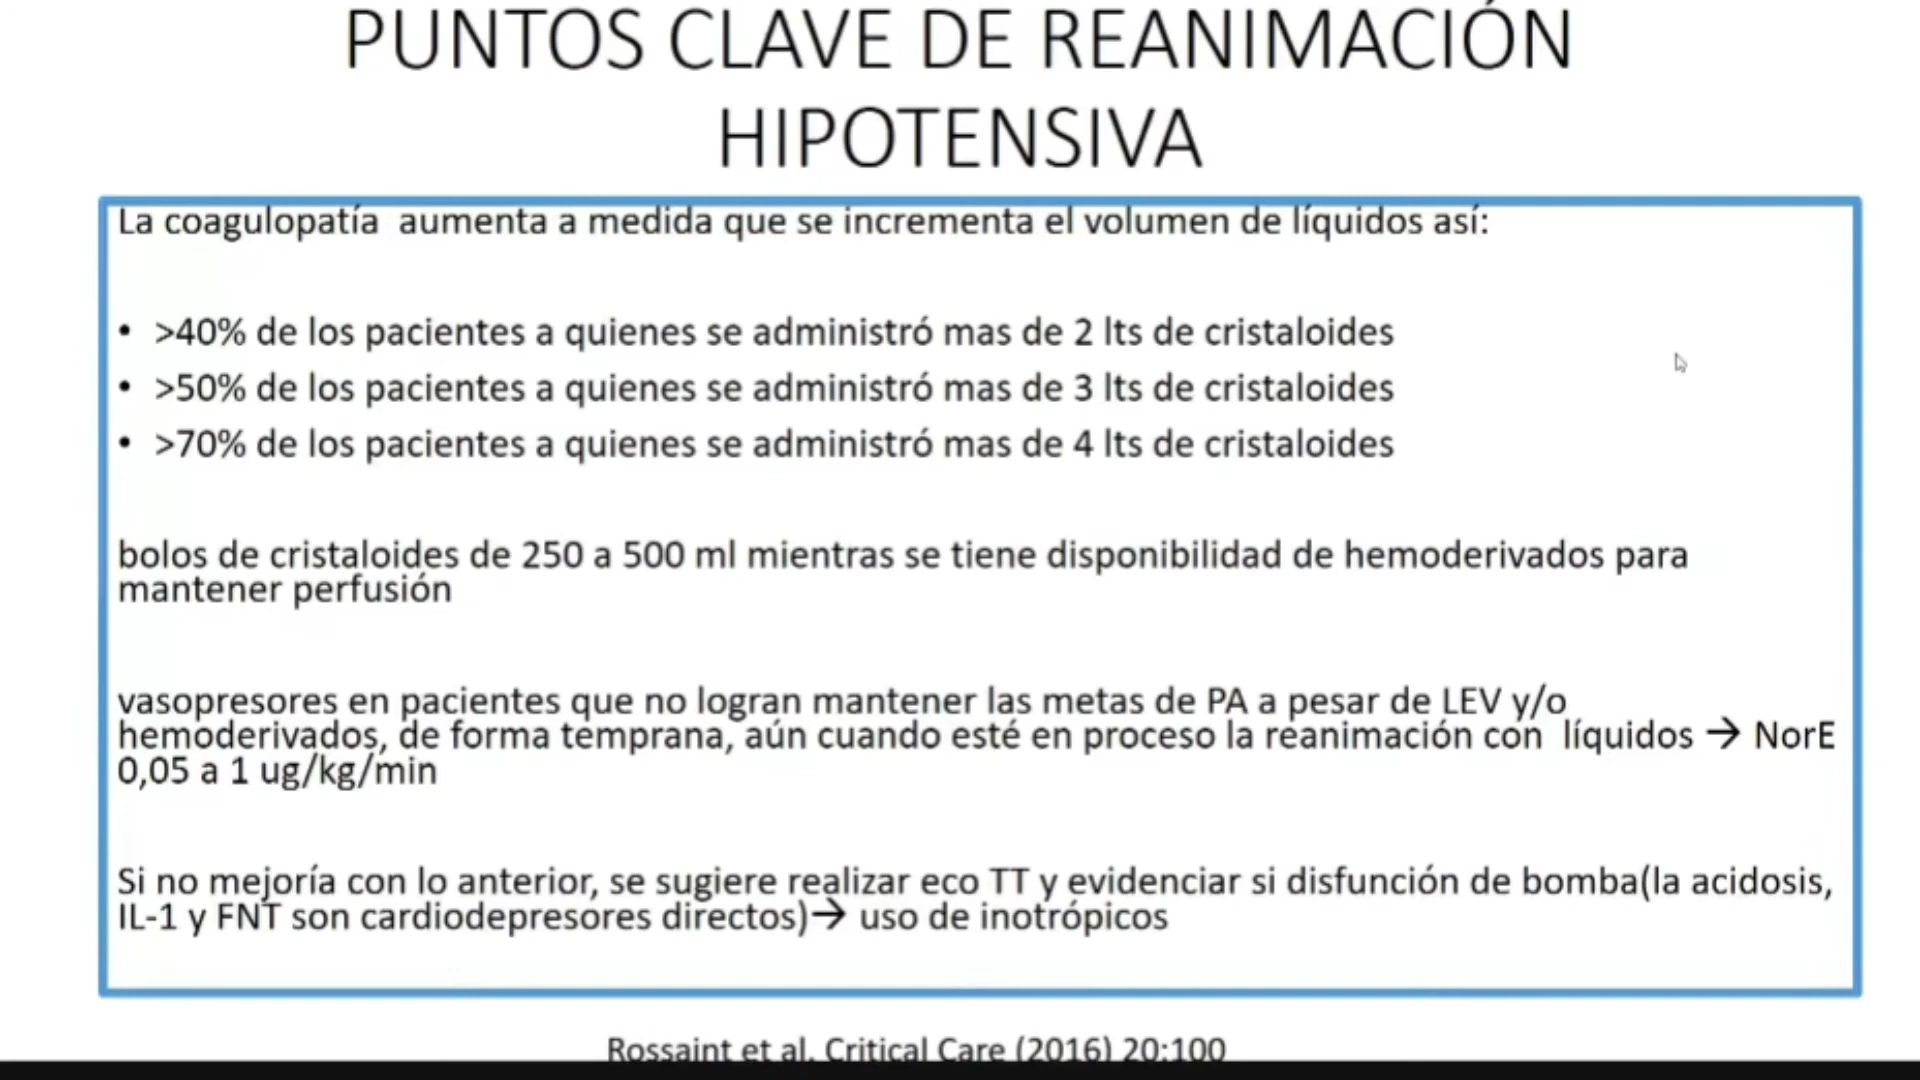 PUNTOS CLAVE DE REANIMACIÓN
HIPOTENSIVA
La coagulopatía aumenta a medida que se incrementa el volumen de líquidos así:
• >40% de los pacientes a quienes se administró mas de 2 lts de cristaloides
• >50% de los pacientes a quienes se administró mas de 3 lts de cristaloides
• >70% de los pacientes a quienes se administró mas de 4 lts de cristaloides
bolos de cristaloides de 250 a 500 ml mientras se tiene disponibilidad de hemoderivados para
mantener perfusión
vasopresores en pacientes que no logran mantener las metas de PA a pesar de LEV y/o
hemoderivados, de forma temprana, aún cuando esté en proceso la reanimación con líquidos → NorE
0,05 a 1 ug/kg/min
Si no mejoría con lo anterior, se sugiere realizar eco TT y evidenciar si disfunción de bomba(la acidosis,
IL-1 y FNT son cardiodepresores directos)→ uso de inotrópicos
Rossaint et al. Critical Care (2016) 20:100